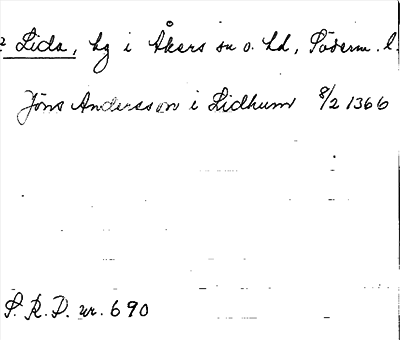 ? Lida, hg i Åkers sn o. hd, Söderm. l.
Jöns Andersson i Lidhum 8/2 1366
S. R. P. nr. 690